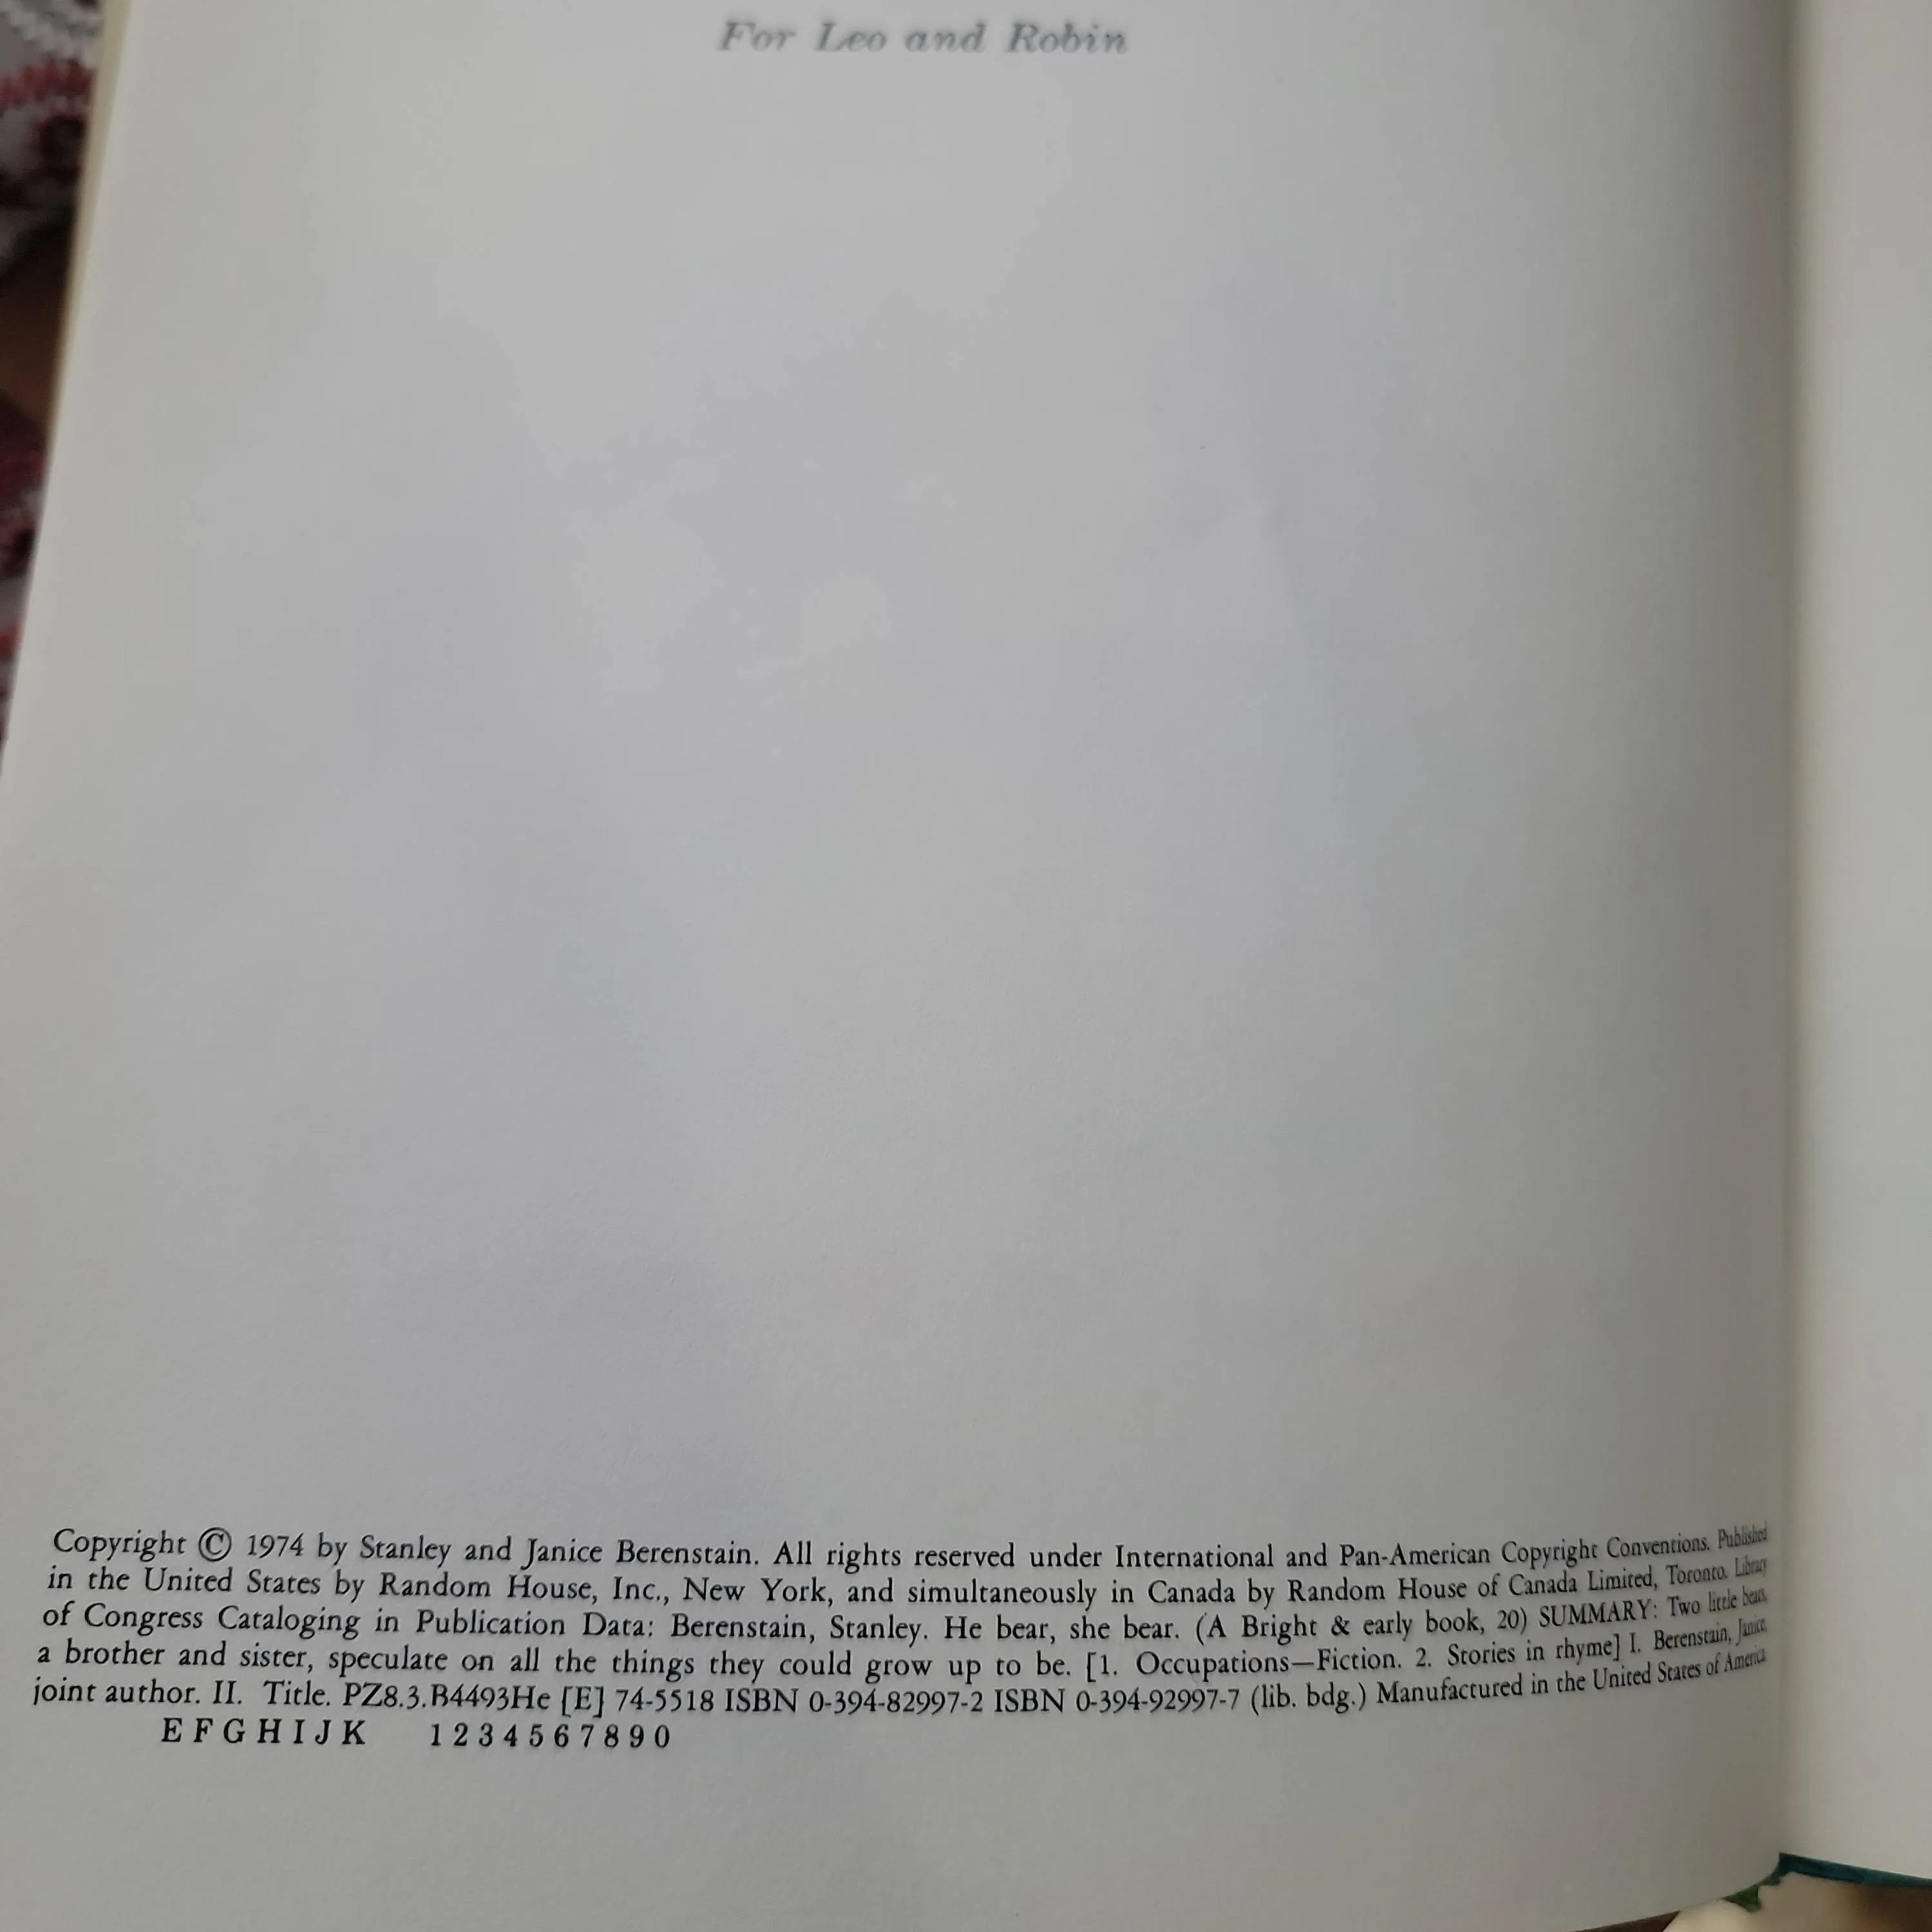 For Leo and Robin
Copyright © 1974 by Stanley and Janice Berenstain. All rights reserved under International and Pan-American Copyright Conventions. Published
in the United States by Random House, Inc., New York, and simultaneously in Canada by Random House of Canada Limited, Toronto. Library
of Congress Cataloging in Publication Data: Berenstain, Stanley. He bear, she bear. (A Bright & early book, 20) SUMMARY: Two little bears,
a brother and sister, speculate on all the things they could grow up to be. [1. Occupations—Fiction. 2. Stories in rhyme] I. Berenstain, Janice,
joint author. II. Title. PZ8.3.B4493He [E] 74-5518 ISBN 0-394-82997-2 ISBN 0-394-92997-7 (lib. bdg.) Manufactured in the United States of America
E F G H I J K 1 2 3 4 5 6 7 8 9 0